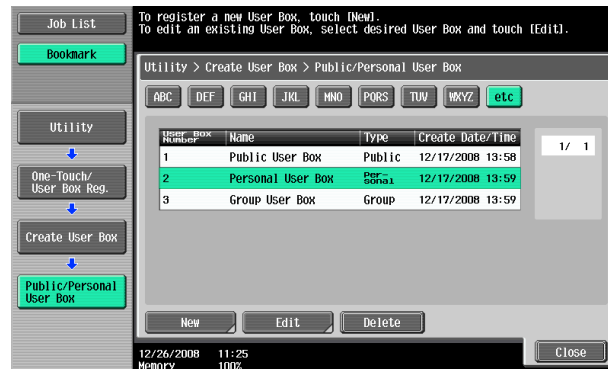 Job List
Bookmark
To register a new User Box, touch [New].
To edit an existing User Box, select desired User Box and touch [Edit].
Utility > Create User Box > Public/Personal User Box
ABC DEF GHI JKL MNO PQRS TUV WXYZ etc
User Box Number Name Type Create Date/Time
1 Public User Box Public 12/17/2008 13:58
2 Personal User Box Per- sonal 12/17/2008 13:59
3 Group User Box Group 12/17/2008 13:59
1/ 1
Utility
One-Touch/
User Box Reg.
Create User Box
Public/Personal
User Box
New Edit Delete
12/26/2008 11:25
Memory 100%
Close